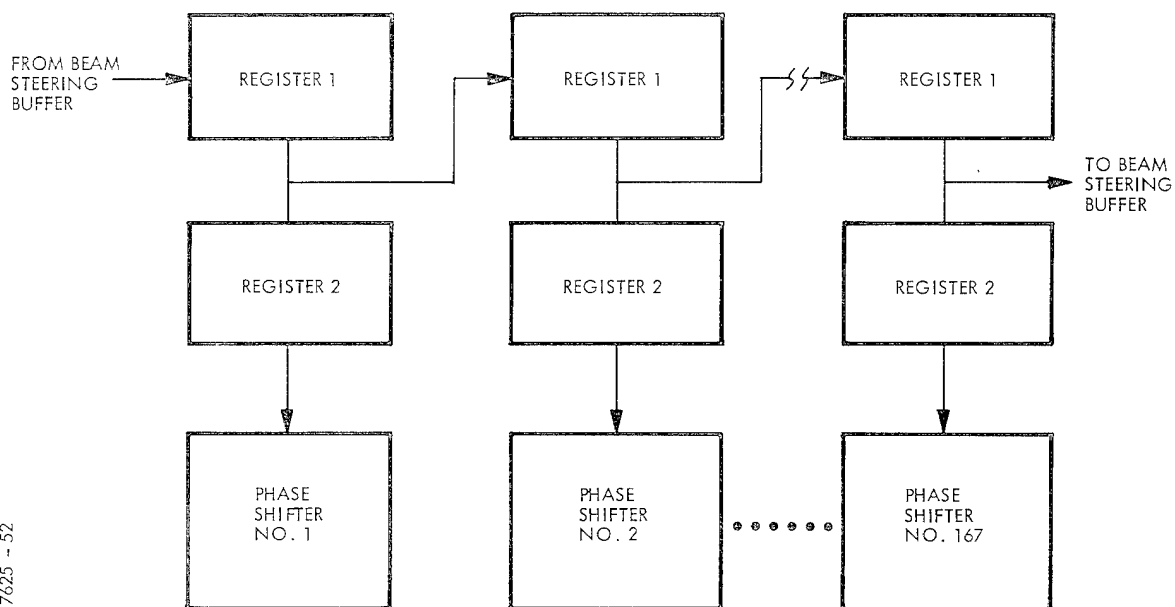 FROM BEAM
STEERING
BUFFER
REGISTER 1
REGISTER 1
REGISTER 1
TO BEAM
STEERING
BUFFER
REGISTER 2
REGISTER 2
REGISTER 2
PHASE
SHIFTER
NO. 1
PHASE
SHIFTER
NO. 2
PHASE
SHIFTER
NO. 167
7625 - 52